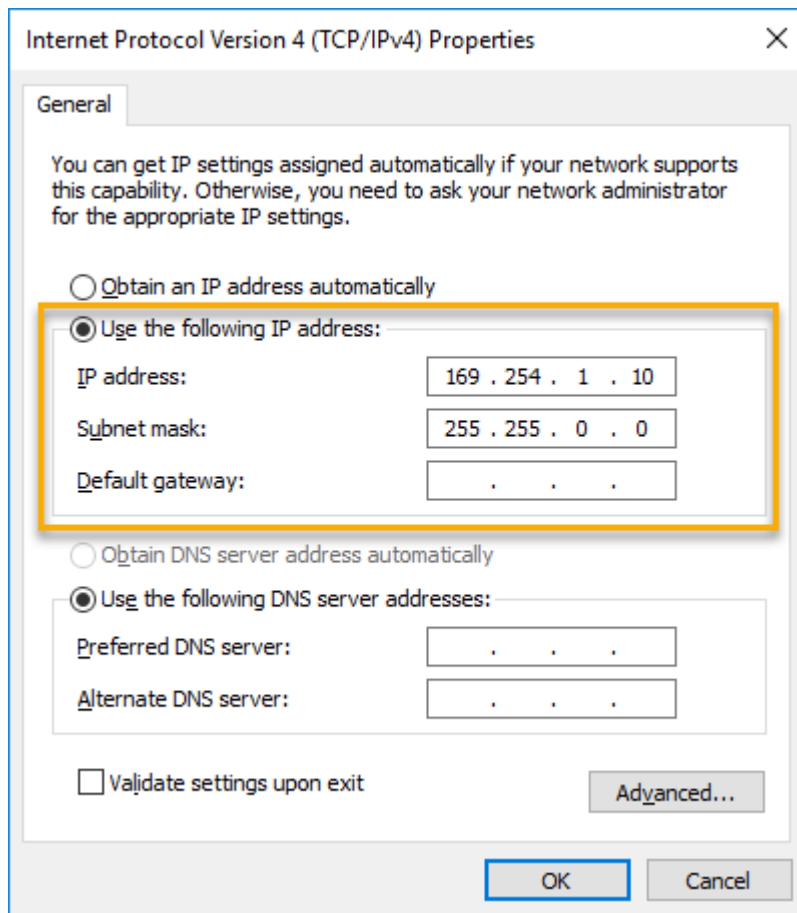 Internet Protocol Version 4 (TCP/IPv4) Properties
General
You can get IP settings assigned automatically if your network supports
this capability. Otherwise, you need to ask your network administrator
for the appropriate IP settings.
Obtain an IP address automatically
Use the following IP address:
IP address: 169 . 254 . 1 . 10
Subnet mask: 255 . 255 . 0 . 0
Default gateway: . . .
Obtain DNS server address automatically
Use the following DNS server addresses:
Preferred DNS server: . . .
Alternate DNS server: . . .
Validate settings upon exit
Advanced...
OK Cancel